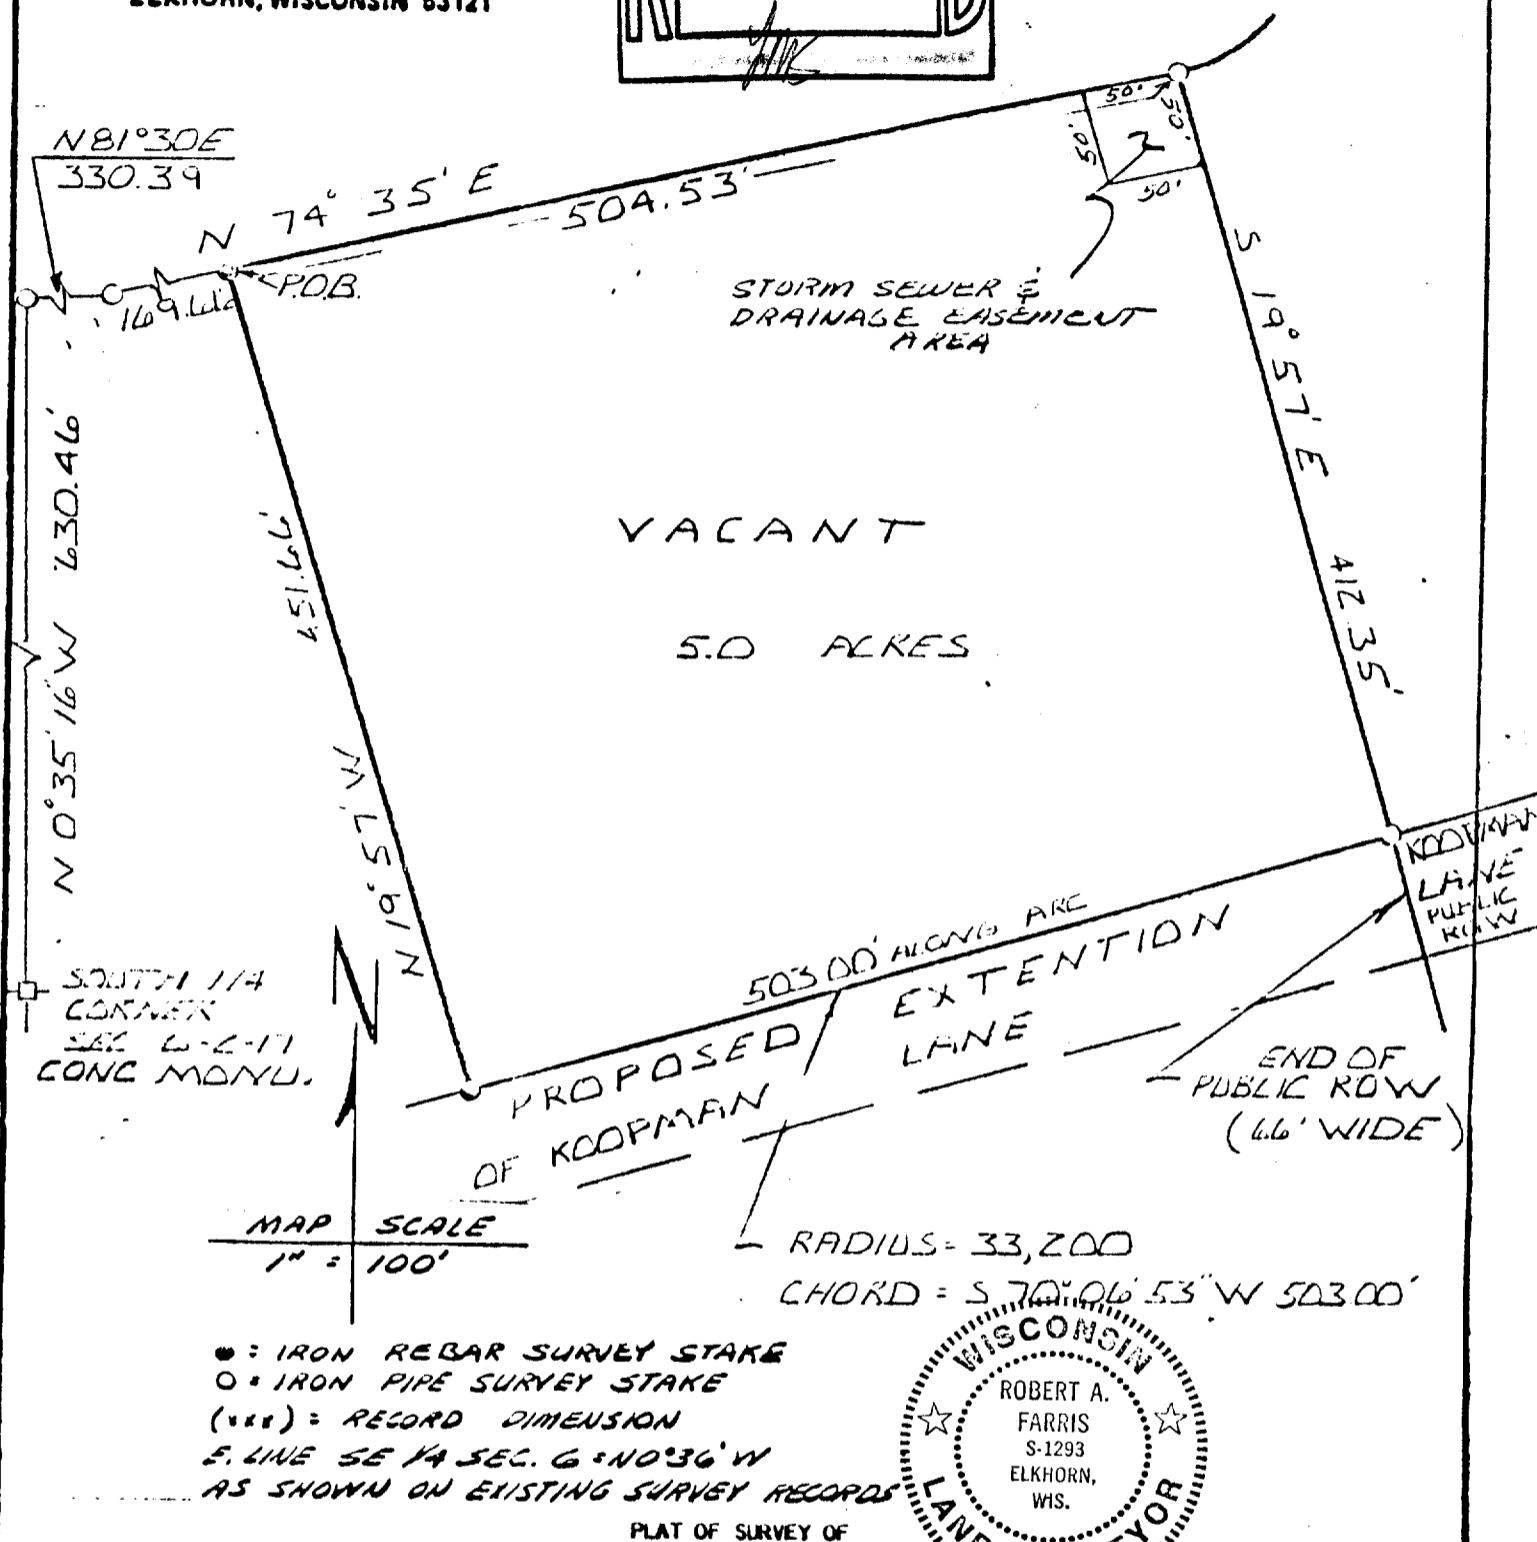 ELKHORN, WISCONSIN 53121
N81°30E
330.39
N 74° 35' E
504.53'
50'
50'
50'
50'
2
P.O.B.
169.66
STORM SEWER &
DRAINAGE EASEMENT
AREA
S 19° 57' E 412.35'
N 0° 35' 16" W 630.46'
451.66'
N 19° 57' W
VACANT
5.0 ACRES
KOOPMAN
LANE
PUBLIC
ROW
503.00' ALONG ARC
PROPOSED EXTENTION
OF KOOPMAN LANE
SOUTH 1/4
CORNER
SEC 6-2-17
CONC MONU.
N
END OF
PUBLIC ROW
(66' WIDE)
MAP SCALE
1" = 100'
RADIUS = 33,200
CHORD = S 70° 06' 53" W 503.00'
● = IRON REBAR SURVEY STAKE
O = IRON PIPE SURVEY STAKE
(xxx) = RECORD DIMENSION
E. LINE SE 1/4 SEC. 6 = N0°36'W
AS SHOWN ON EXISTING SURVEY RECORDS
WISCONSIN
ROBERT A.
FARRIS
S-1293
ELKHORN,
WIS.
LAND
PLAT OF SURVEY OF